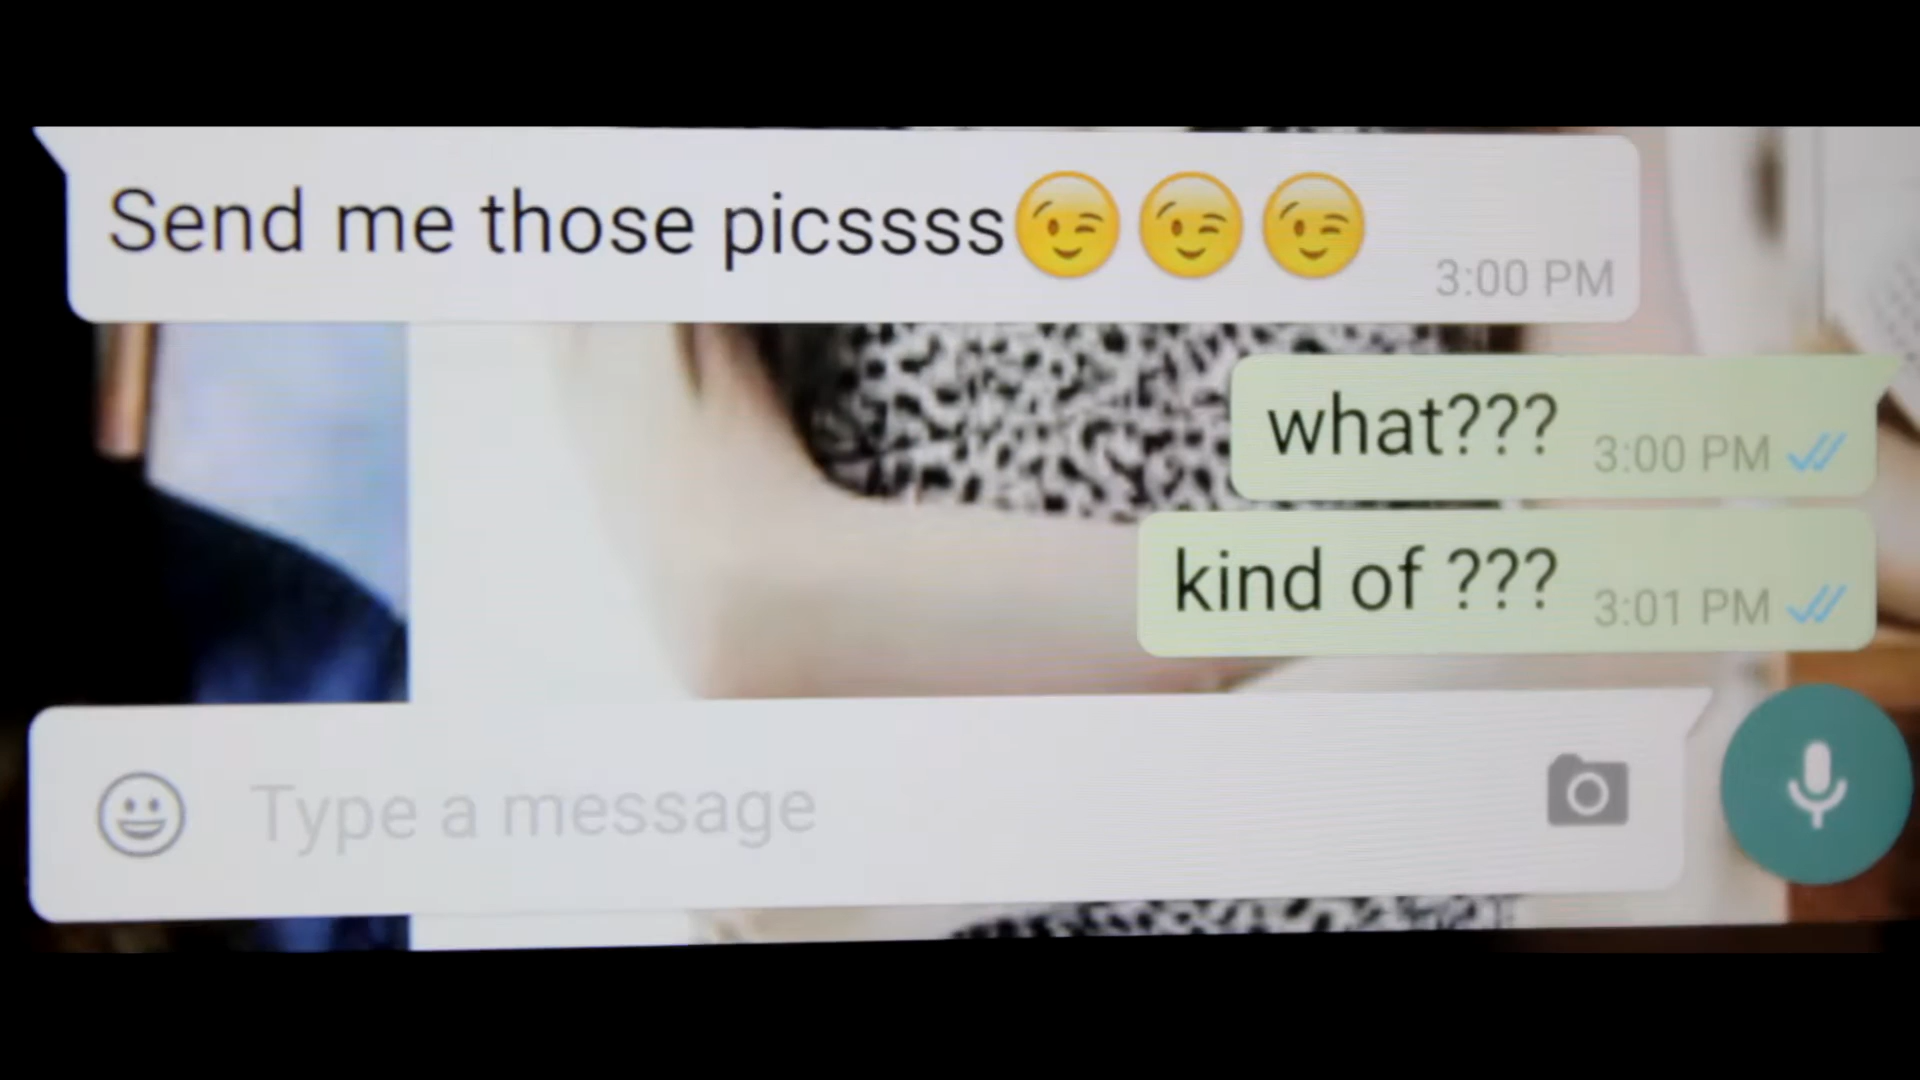 Send me those picssss😉😉😉
3:00 PM
what???
3:00 PM
kind of ???
3:01 PM
Type a message